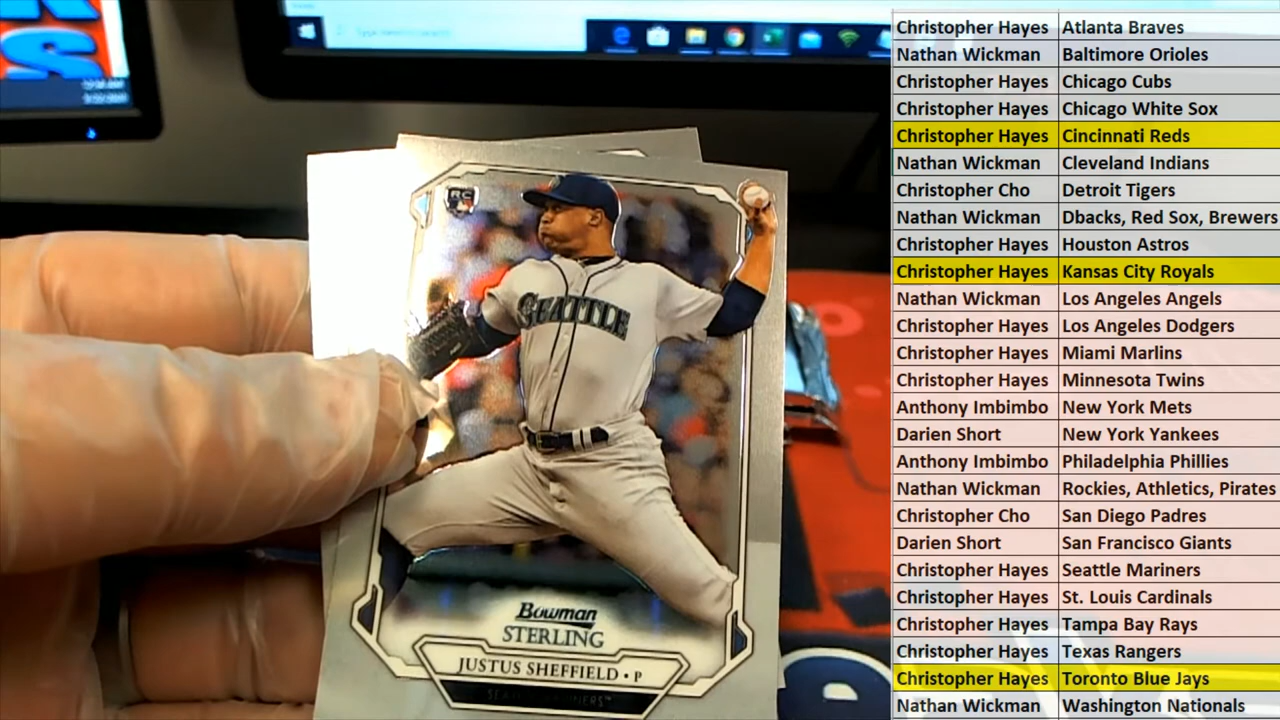 RC
SEATTLE
Bowman
STERLING
JUSTUS SHEFFIELD • P
Christopher Hayes Atlanta Braves
Nathan Wickman Baltimore Orioles
Christopher Hayes Chicago Cubs
Christopher Hayes Chicago White Sox
Christopher Hayes Cincinnati Reds
Nathan Wickman Cleveland Indians
Christopher Cho Detroit Tigers
Nathan Wickman Dbacks, Red Sox, Brewers
Christopher Hayes Houston Astros
Christopher Hayes Kansas City Royals
Nathan Wickman Los Angeles Angels
Christopher Hayes Los Angeles Dodgers
Christopher Hayes Miami Marlins
Christopher Hayes Minnesota Twins
Anthony Imbimbo New York Mets
Darien Short New York Yankees
Anthony Imbimbo Philadelphia Phillies
Nathan Wickman Rockies, Athletics, Pirates
Christopher Cho San Diego Padres
Darien Short San Francisco Giants
Christopher Hayes Seattle Mariners
Christopher Hayes St. Louis Cardinals
Christopher Hayes Tampa Bay Rays
Christopher Hayes Texas Rangers
Christopher Hayes Toronto Blue Jays
Nathan Wickman Washington Nationals